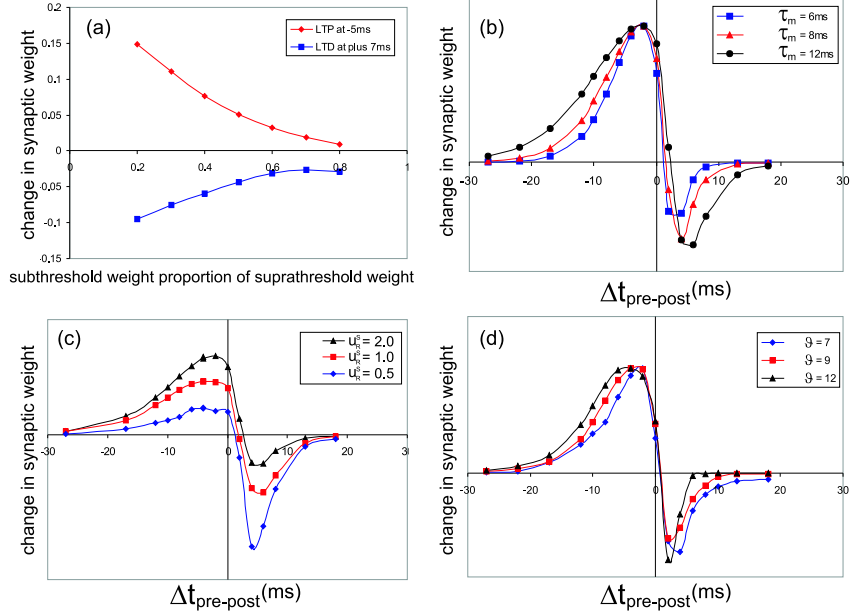 (a)
LTP at -5ms
LTD at plus 7ms
0.2
0.15
0.1
0.05
0
-0.05
-0.1
-0.15
0 0.2 0.4 0.6 0.8 1
change in synaptic weight
subthreshold weight proportion of suprathreshold weight
(b)
τm = 6ms
τm = 8ms
τm = 12ms
change in synaptic weight
-30 -20 -10 0 10 20 30
Δtpre-post(ms)
(c)
uRS = 2.0
uRS = 1.0
uRS = 0.5
change in synaptic weight
-30 -20 -10 0 10 20 30
Δtpre-post(ms)
(d)
ϑ = 7
ϑ = 9
ϑ = 12
change in synaptic weight
-30 -20 -10 0 10 20 30
Δtpre-post(ms)